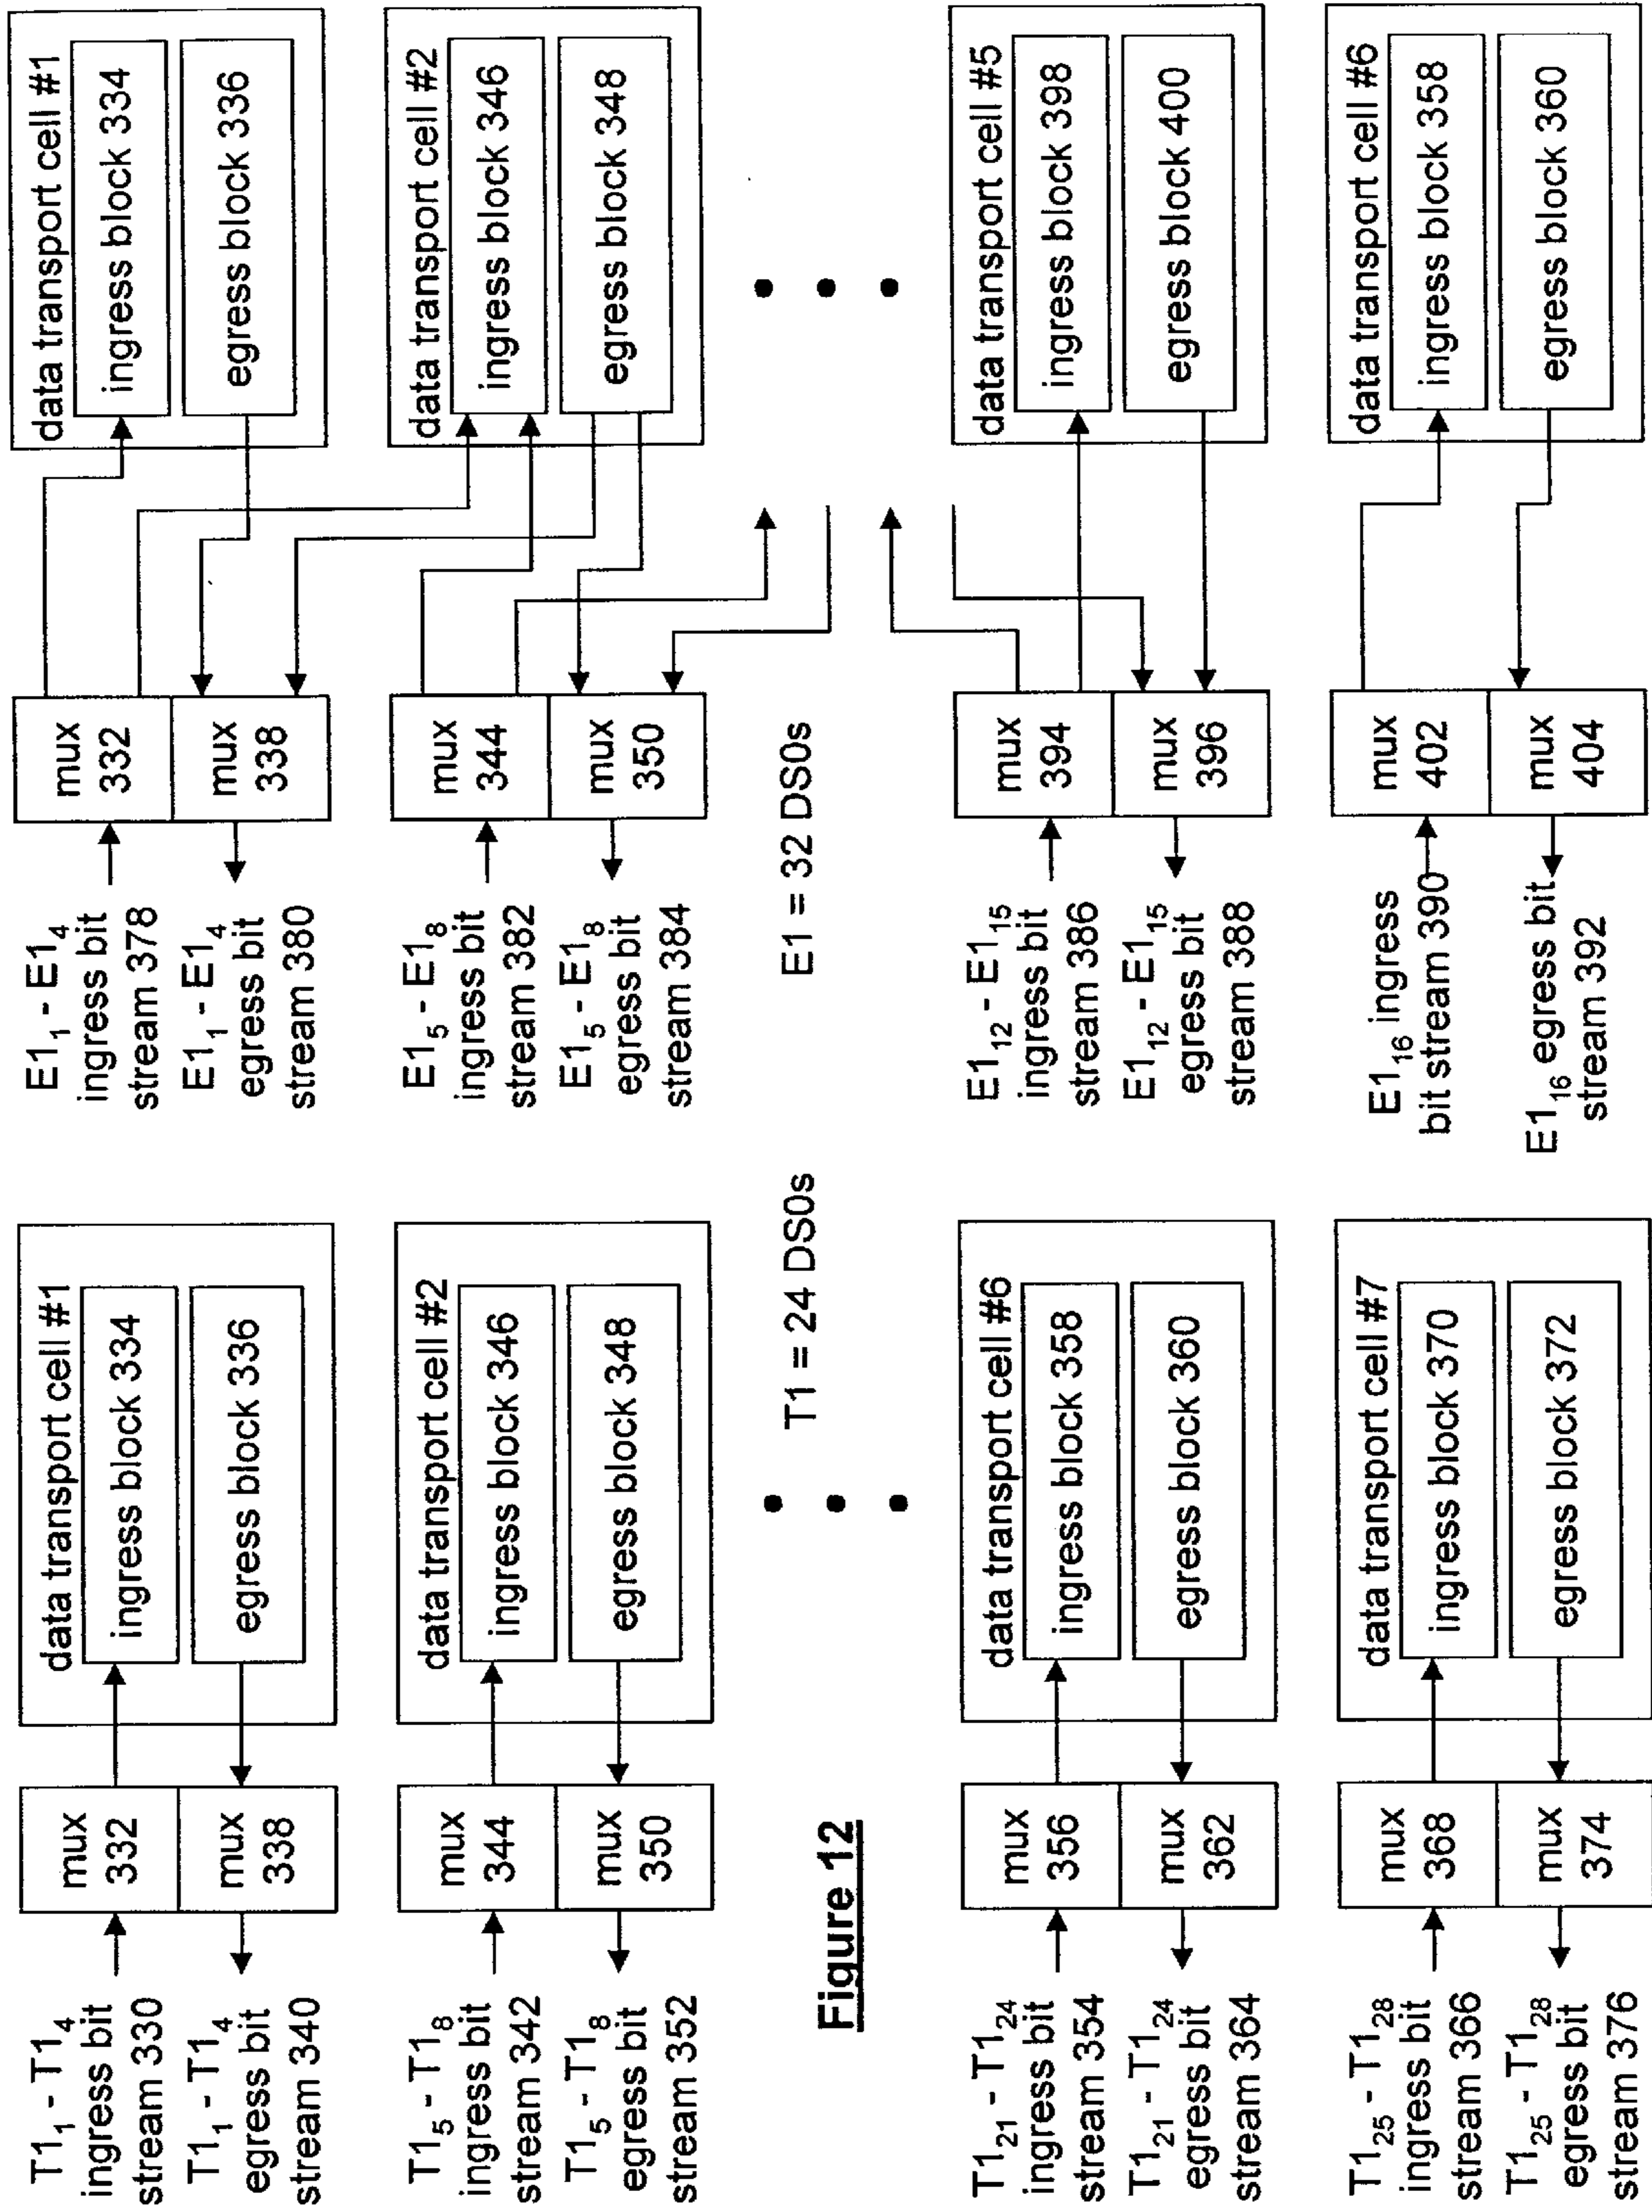 T1₁ - T1₄
ingress bit
stream 330
T1₁ - T1₄
egress bit
stream 340
mux
332
mux
338
data transport cell #1
ingress block 334
egress block 336
T1₅ - T1₈
ingress bit
stream 342
T1₅ - T1₈
egress bit
stream 352
mux
344
mux
350
data transport cell #2
ingress block 346
egress block 348
Figure 12
T1 = 24 DS0s
T1₂₁ - T1₂₄
ingress bit
stream 354
T1₂₁ - T1₂₄
egress bit
stream 364
mux
356
mux
362
data transport cell #6
ingress block 358
egress block 360
T1₂₅ - T1₂₈
ingress bit
stream 366
T1₂₅ - T1₂₈
egress bit
stream 376
mux
368
mux
374
data transport cell #7
ingress block 370
egress block 372
E1₁ - E1₄
ingress bit
stream 378
E1₁ - E1₄
egress bit
stream 380
mux
332
mux
338
data transport cell #1
ingress block 334
egress block 336
E1₅ - E1₈
ingress bit
stream 382
E1₅ - E1₈
egress bit
stream 384
mux
344
mux
350
data transport cell #2
ingress block 346
egress block 348
E1 = 32 DS0s
E1₁₂ - E1₁₅
ingress bit
stream 386
E1₁₂ - E1₁₅
egress bit
stream 388
mux
394
mux
396
data transport cell #5
ingress block 398
egress block 400
E1₁₆ ingress
bit stream 390
E1₁₆ egress bit
stream 392
mux
402
mux
404
data transport cell #6
ingress block 358
egress block 360